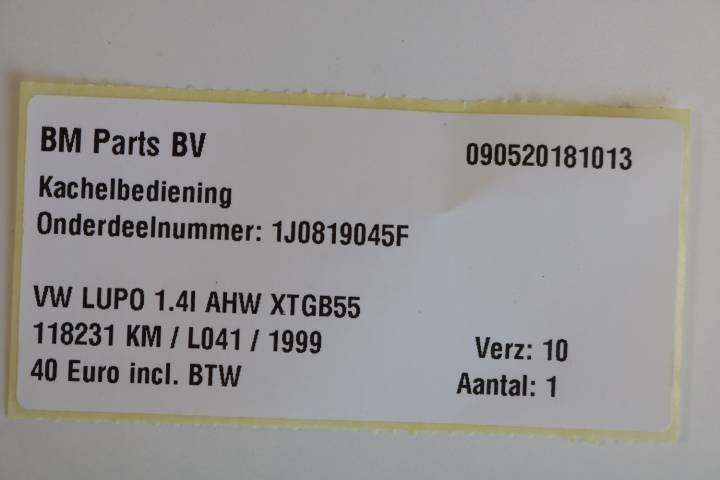 BM Parts BV
090520181013
Kachelbediening
Onderdeelnummer: 1J0819045F
VW LUPO 1.4I AHW XTGB55
118231 KM / L041 / 1999
Verz: 10
40 Euro incl. BTW
Aantal: 1